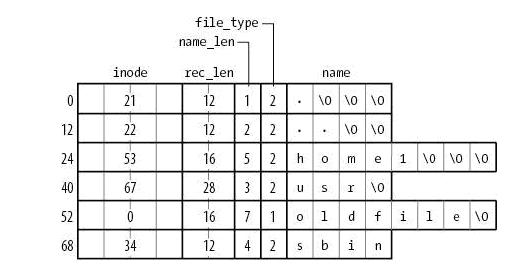 file_type
name_len
inode rec_len name
0 21 12 1 2 . \0 \0 \0
12 22 12 2 2 . . \0 \0
24 53 16 5 2 h o m e 1 \0 \0 \0
40 67 28 3 2 u s r \0
52 0 16 7 1 o l d f i l e \0
68 34 12 4 2 s b i n